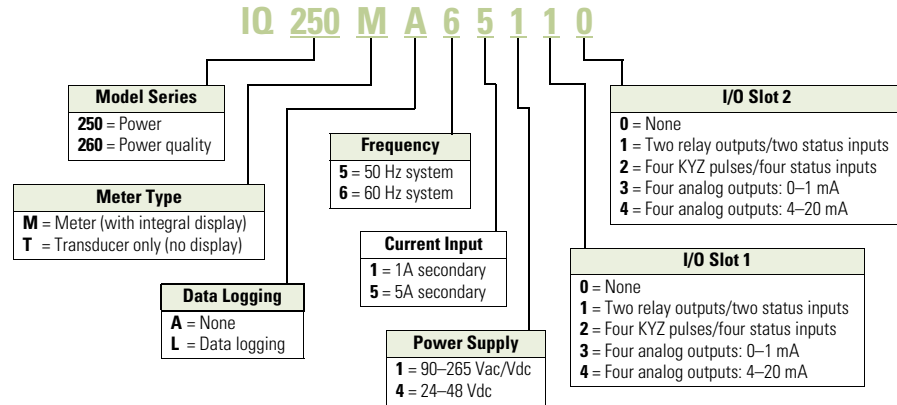 IQ 250 M A 6 5 1 1 0
Model Series
250 = Power
260 = Power quality
Meter Type
M = Meter (with integral display)
T = Transducer only (no display)
Data Logging
A = None
L = Data logging
Frequency
5 = 50 Hz system
6 = 60 Hz system
Current Input
1 = 1A secondary
5 = 5A secondary
Power Supply
1 = 90–265 Vac/Vdc
4 = 24–48 Vdc
I/O Slot 2
0 = None
1 = Two relay outputs/two status inputs
2 = Four KYZ pulses/four status inputs
3 = Four analog outputs: 0–1 mA
4 = Four analog outputs: 4–20 mA
I/O Slot 1
0 = None
1 = Two relay outputs/two status inputs
2 = Four KYZ pulses/four status inputs
3 = Four analog outputs: 0–1 mA
4 = Four analog outputs: 4–20 mA